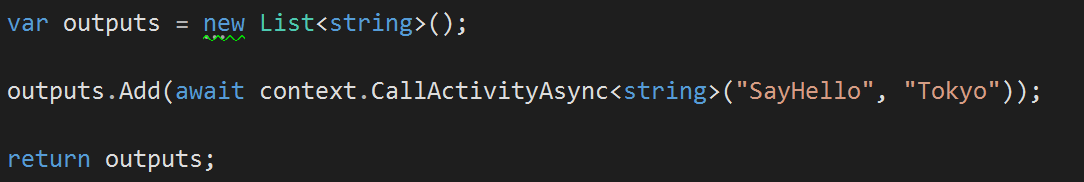 var outputs = new List<string>();
outputs.Add(await context.CallActivityAsync<string>("SayHello", "Tokyo"));
return outputs;